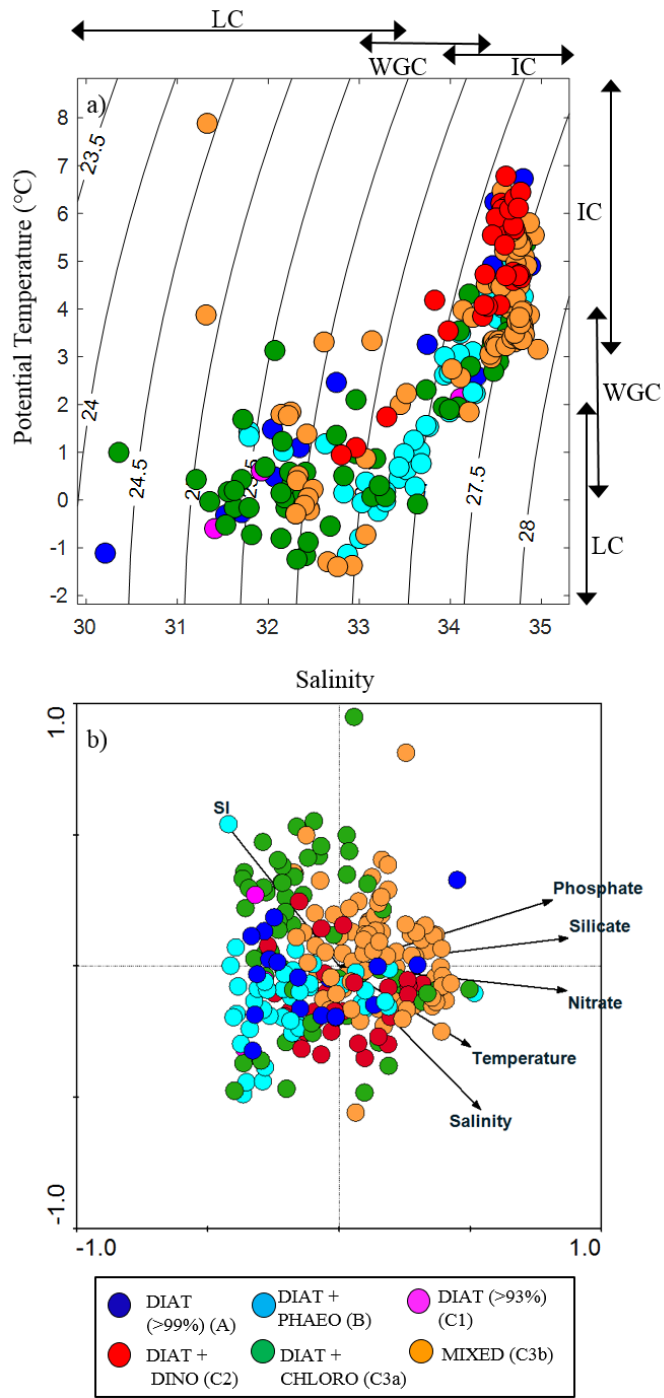 LC
WGC
IC
a)
8
7
6
5
4
3
2
1
0
-1
-2
Potential Temperature (°C)
23.5
24
24.5
27.5
28
IC
WGC
LC
30 31 32 33 34 35
Salinity
b)
1.0
SI
Phosphate
Silicate
Nitrate
Temperature
Salinity
-1.0
-1.0 1.0
DIAT
(>99%) (A)
DIAT +
PHAEO (B)
DIAT (>93%)
(C1)
DIAT +
DINO (C2)
DIAT +
CHLORO (C3a)
MIXED (C3b)